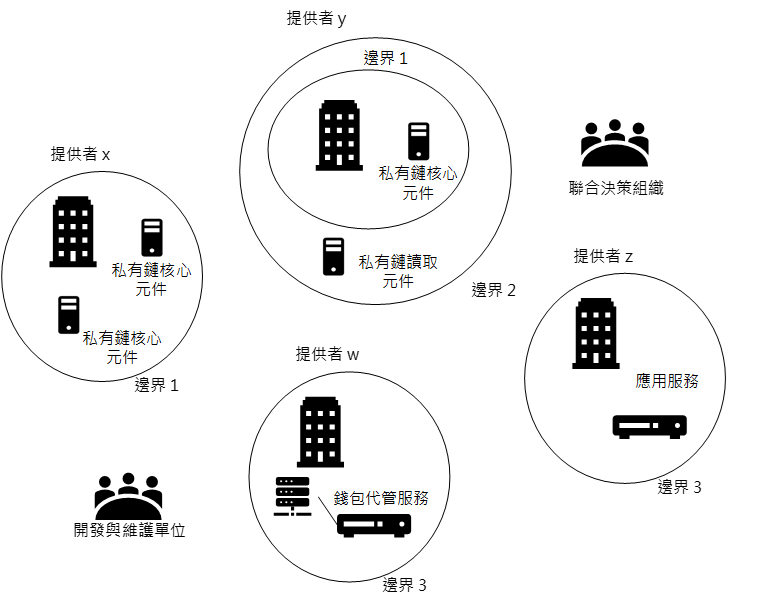 提供者 y
邊界 1
私有鏈核心
元件
私有鏈讀取
元件
邊界 2
聯合決策組織
提供者 x
私有鏈核心
元件
私有鏈核心
元件
邊界 1
提供者 z
應用服務
邊界 3
提供者 w
錢包代管服務
邊界 3
開發與維護單位